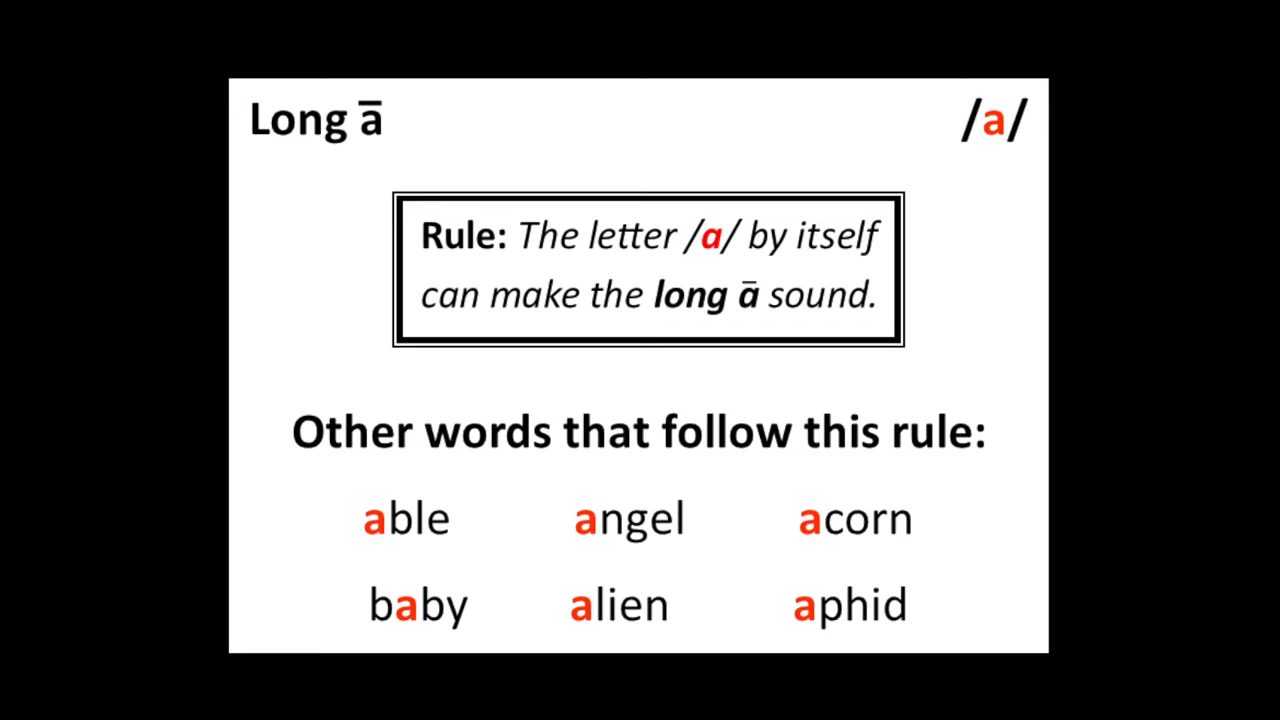 Long ā /a/
Rule: The letter /a/ by itself
can make the long ā sound.
Other words that follow this rule:
able angel acorn
baby alien aphid